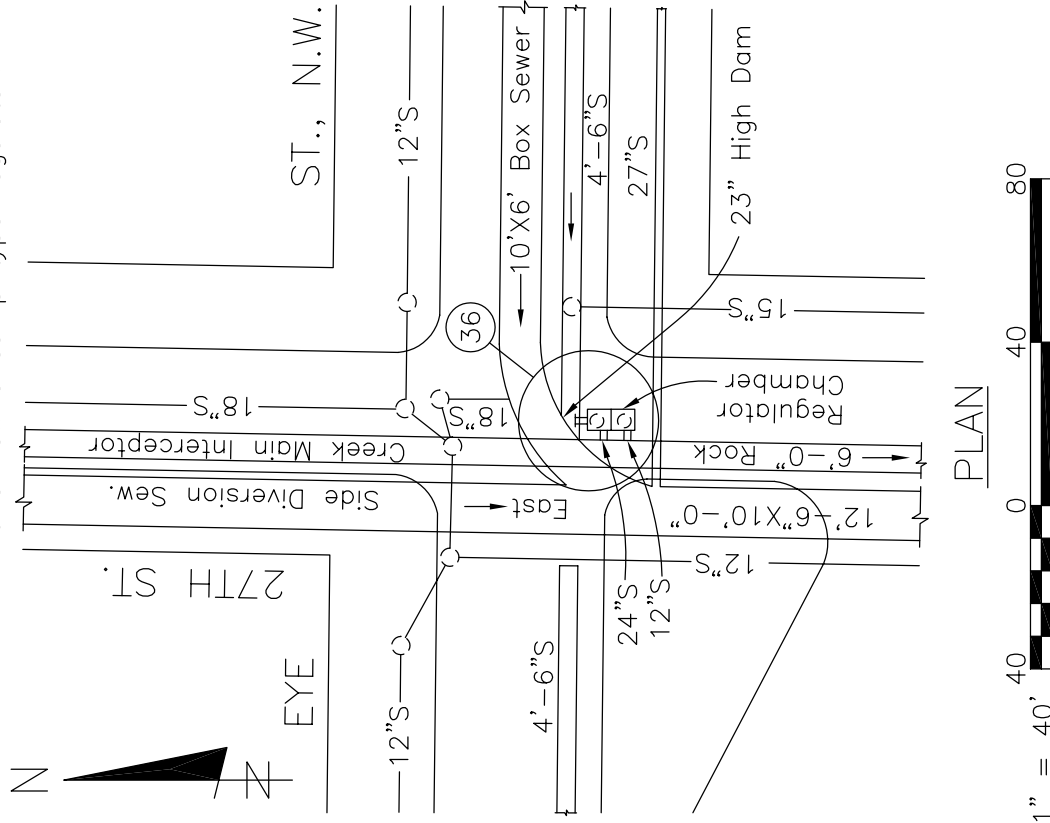 ST., N.W.
12"S
10'X6' Box Sewer
4'-6"S
27"S
23" High Dam
36
18"S
18"S
15"S
Regulator
Chamber
Creek Main Interceptor
Rock
6'-0"
Side Diversion Sew.
East
12'-6"X10'-0"
12"S
24"S
12"S
27TH ST.
EYE
12"S
4'-6"S
N
N
PLAN
40
0
40
80
1" = 40'